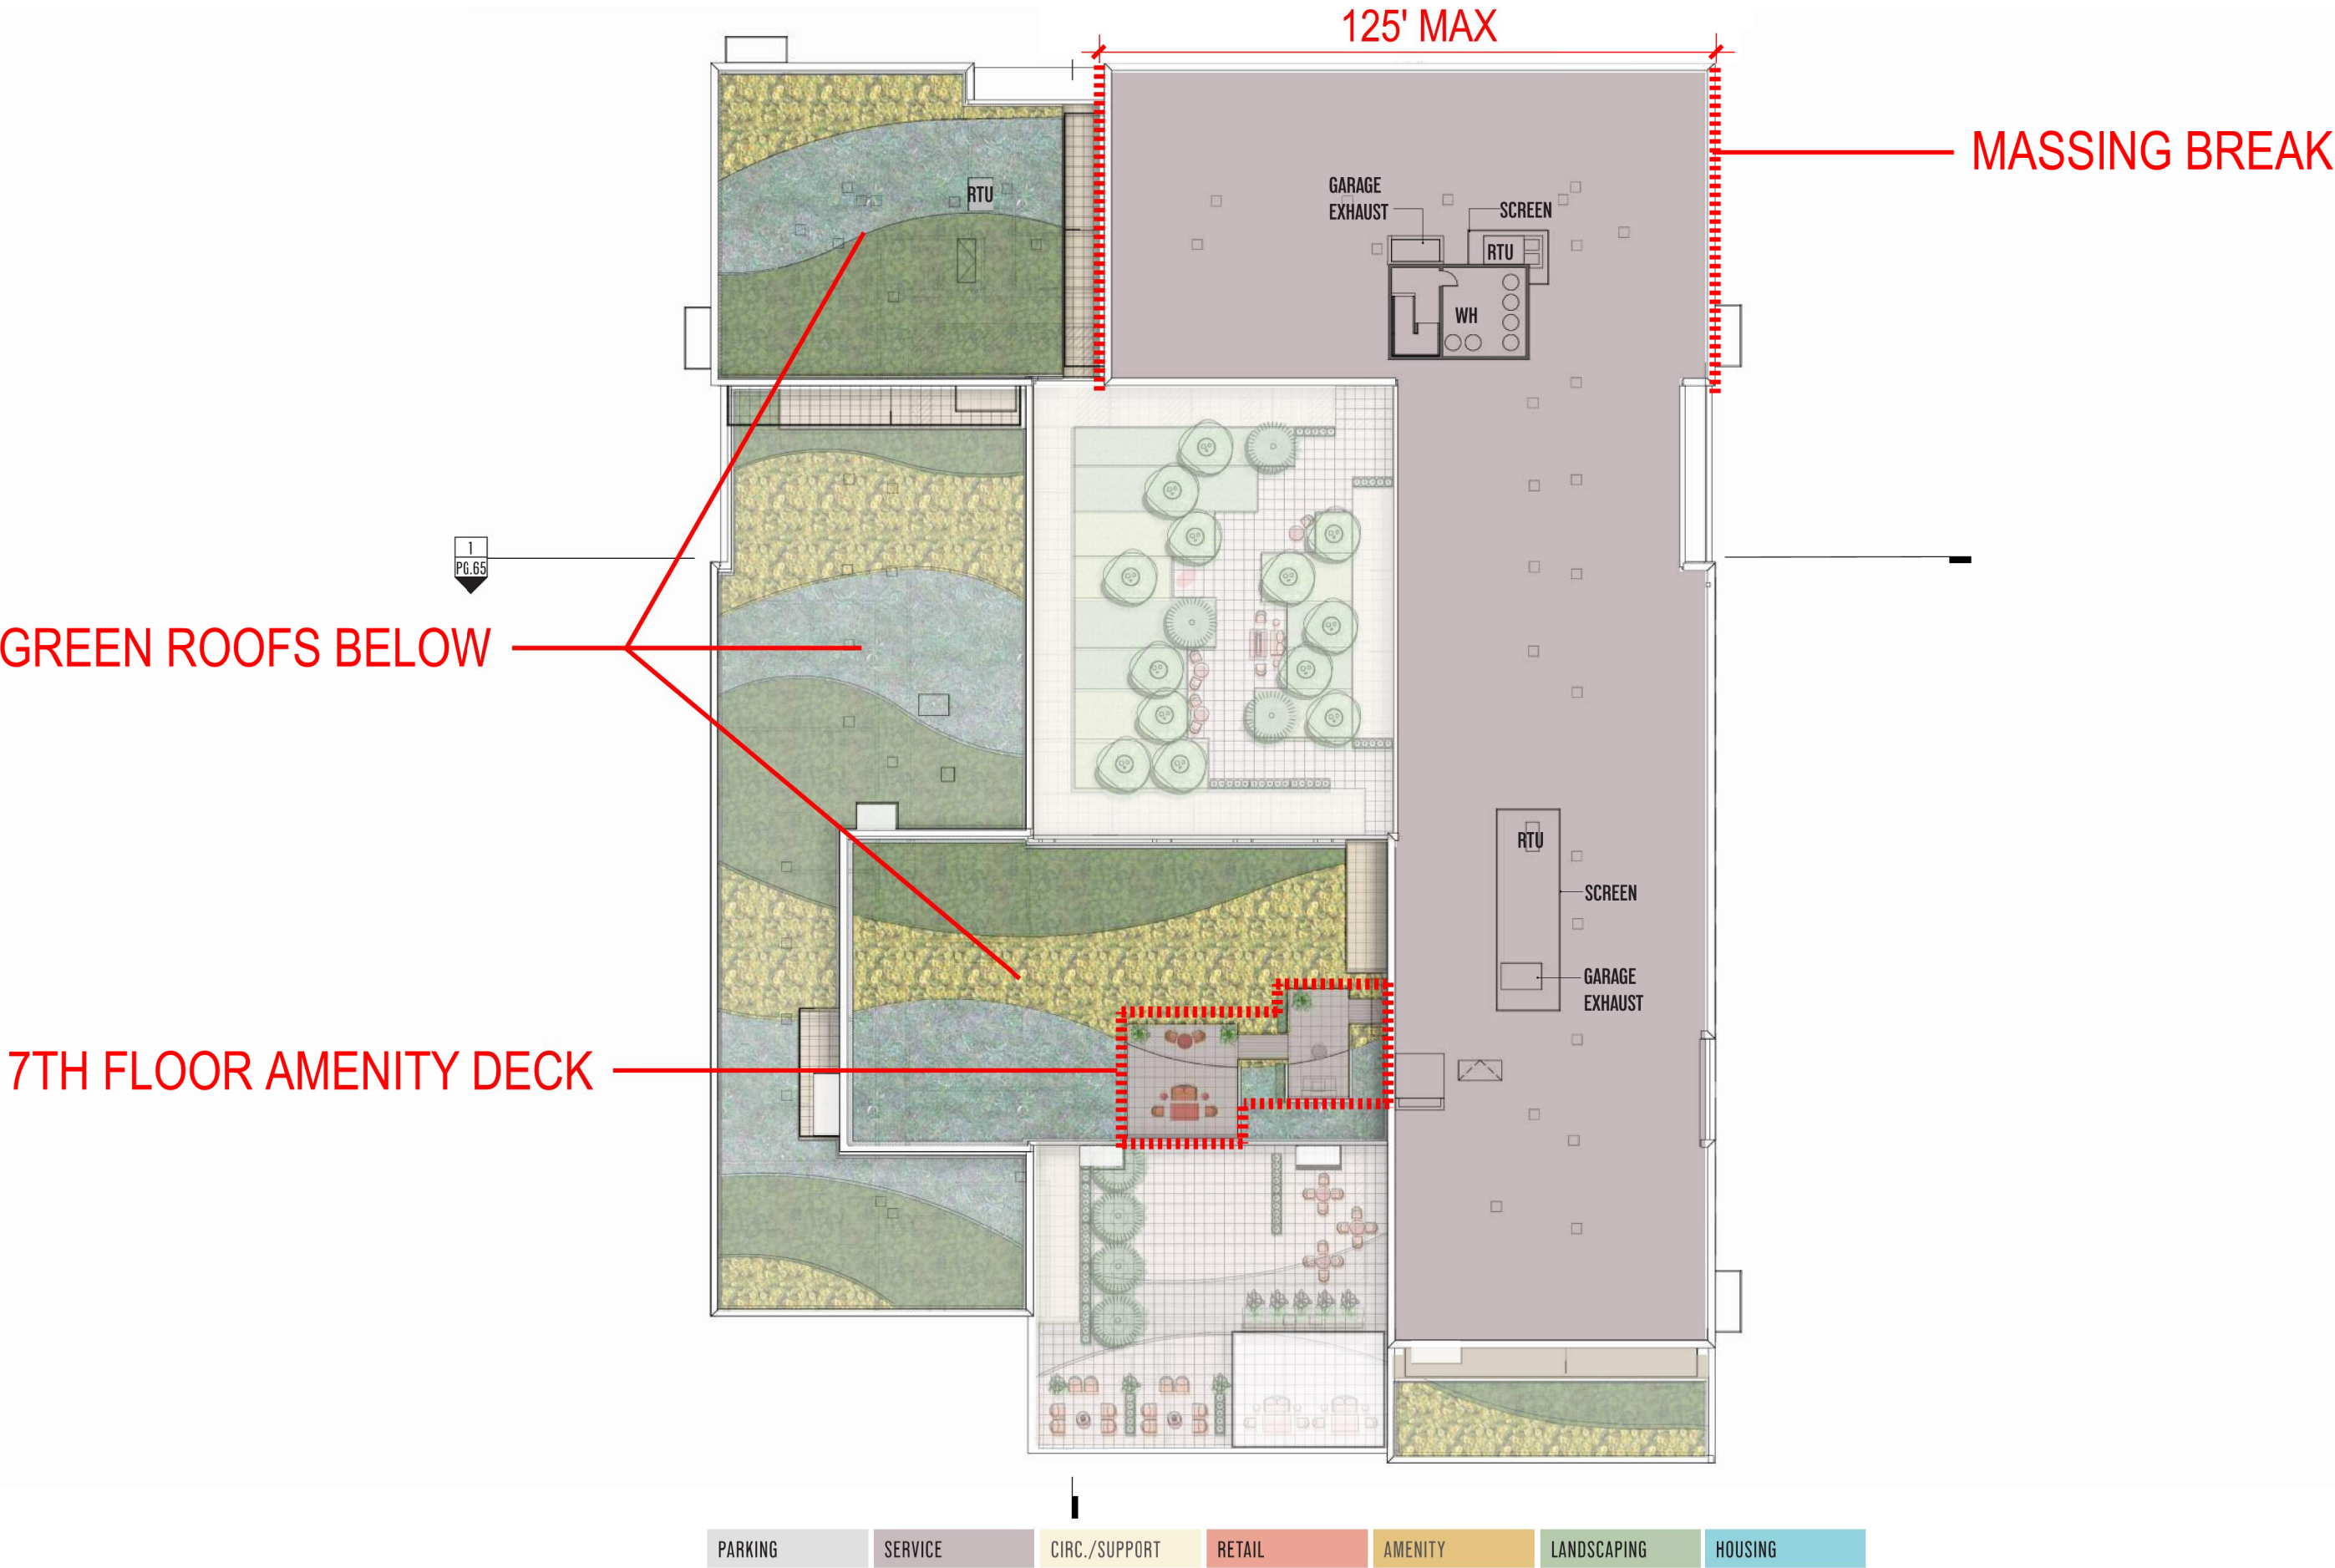 125' MAX
MASSING BREAK
GARAGE
EXHAUST
SCREEN
RTU
RTU
WH
1
PG.65
GREEN ROOFS BELOW
RTU
SCREEN
GARAGE
EXHAUST
7TH FLOOR AMENITY DECK
PARKING
SERVICE
CIRC./SUPPORT
RETAIL
AMENITY
LANDSCAPING
HOUSING